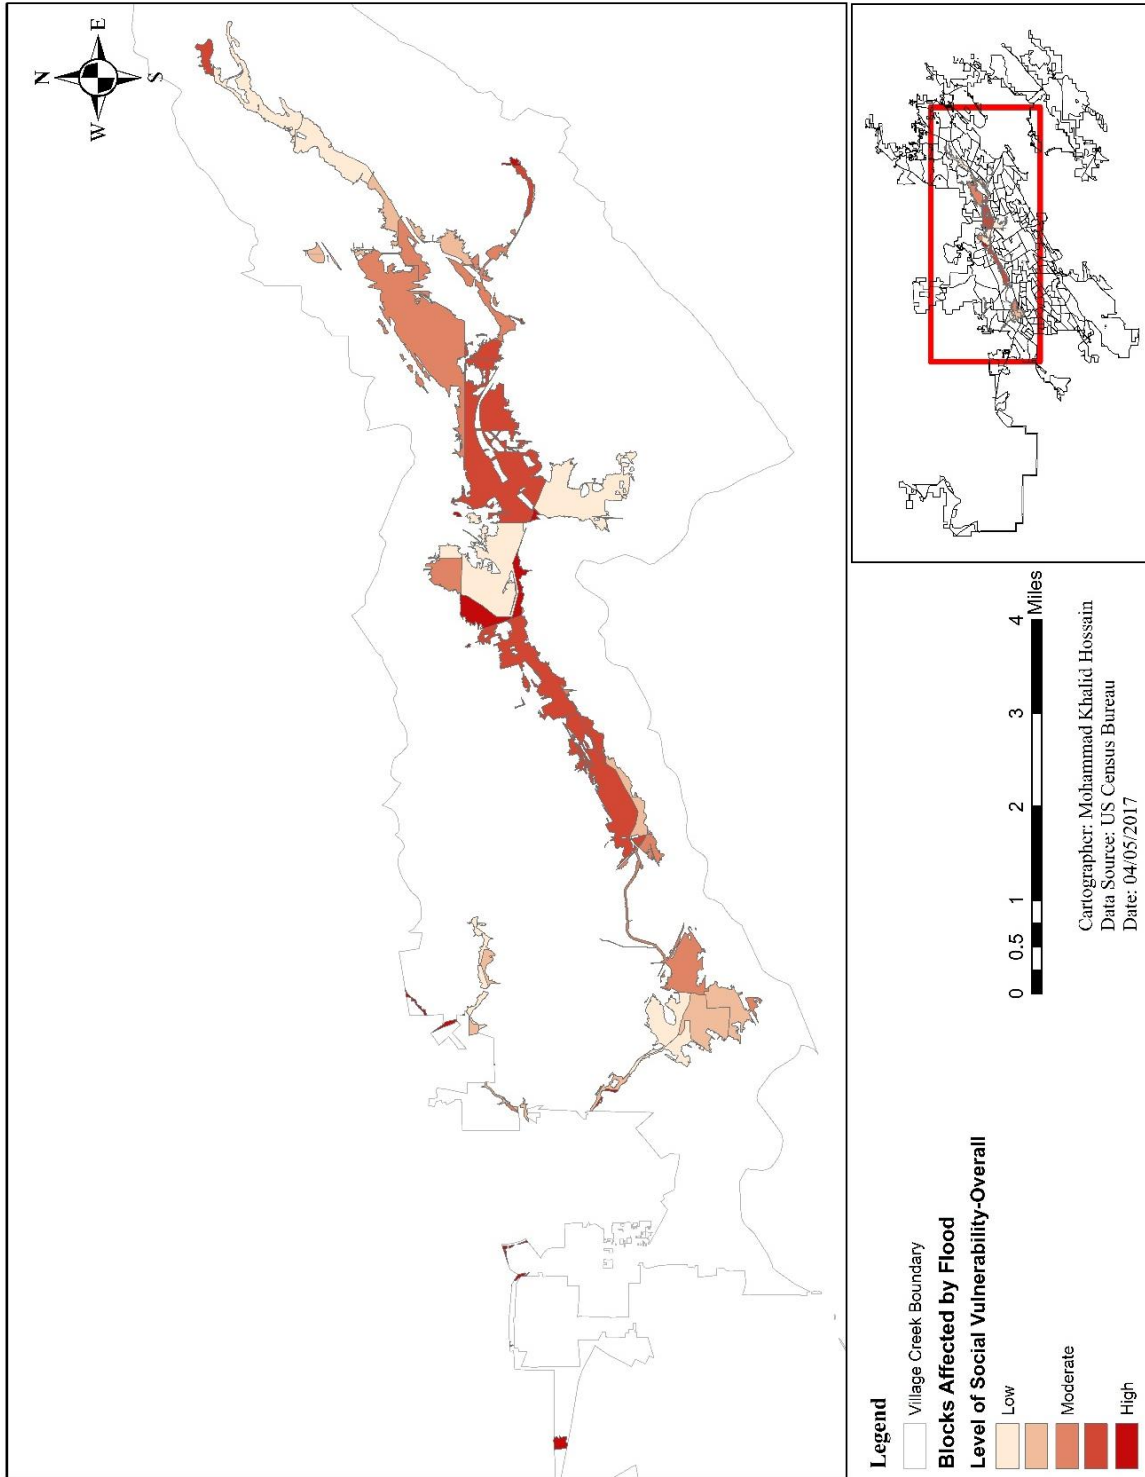 N
E
S
W
Legend
Village Creek Boundary
Blocks Affected by Flood
Level of Social Vulnerability-Overall
Low
Moderate
High
0 0.5 1 2 3 4
Miles
Cartographer: Mohammad Khalid Hossain
Data Source: US Census Bureau
Date: 04/05/2017